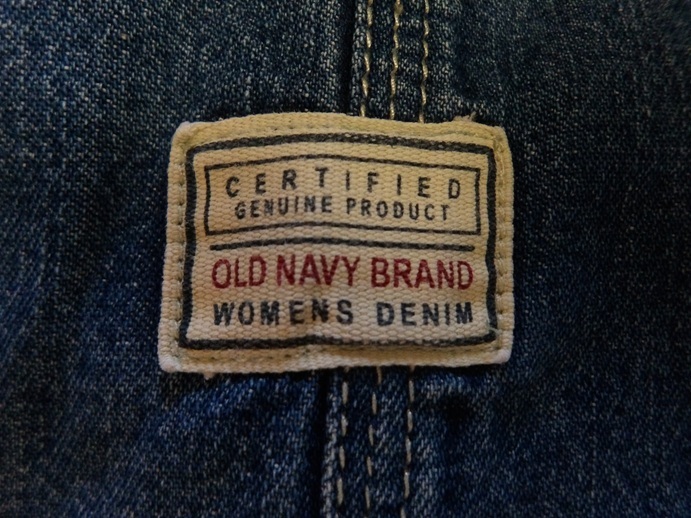 CERTIFIED
GENUINE PRODUCT
OLD NAVY BRAND
WOMENS DENIM